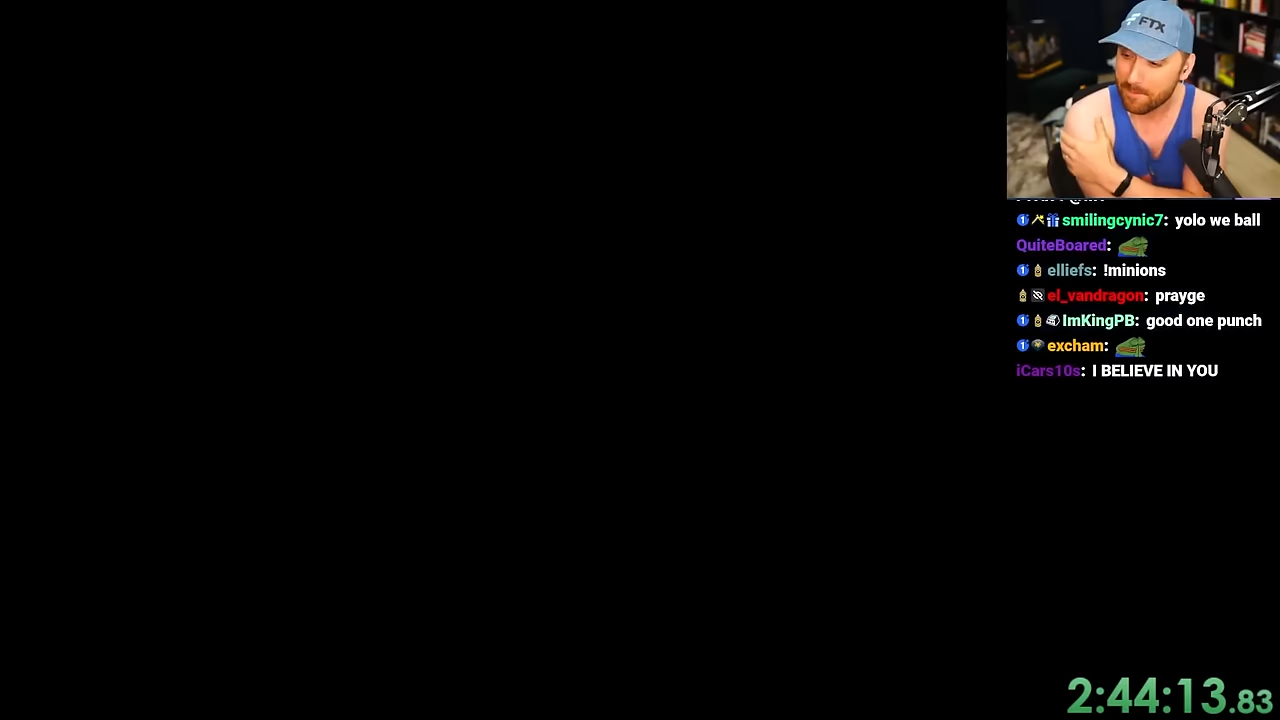 FTX
smilingcynic7: yolo we ball
QuiteBoared:
elliefs: !minions
el_vandragon: prayge
ImKingPB: good one punch
excham:
iCars10s: I BELIEVE IN YOU
2:44:13.83